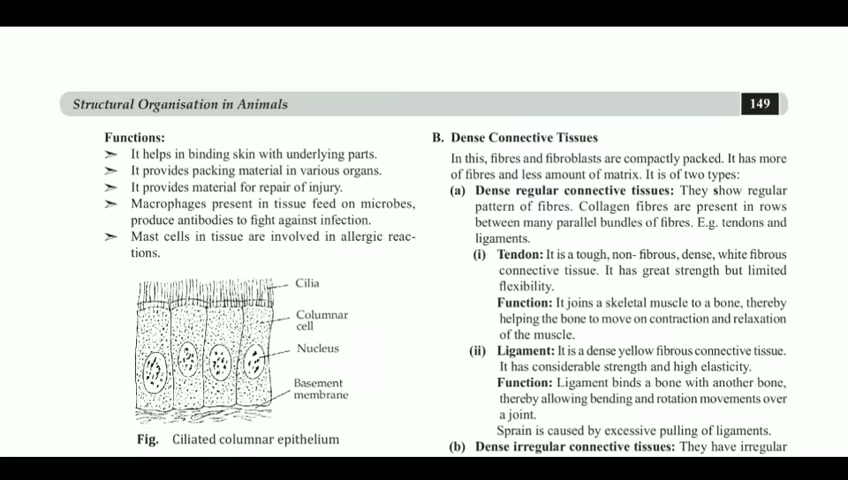 Structural Organisation in Animals
149
Functions:
➢ It helps in binding skin with underlying parts.
➢ It provides packing material in various organs.
➢ It provides material for repair of injury.
➢ Macrophages present in tissue feed on microbes,
produce antibodies to fight against infection.
➢ Mast cells in tissue are involved in allergic reac-
tions.
Cilia
Columnar
cell
Nucleus
Basement
membrane
Fig. Ciliated columnar epithelium
B. Dense Connective Tissues
In this, fibres and fibroblasts are compactly packed. It has more
of fibres and less amount of matrix. It is of two types:
(a) Dense regular connective tissues: They show regular
pattern of fibres. Collagen fibres are present in rows
between many parallel bundles of fibres. E.g. tendons and
ligaments.
(i) Tendon: It is a tough, non- fibrous, dense, white fibrous
connective tissue. It has great strength but limited
flexibility.
Function: It joins a skeletal muscle to a bone, thereby
helping the bone to move on contraction and relaxation
of the muscle.
(ii) Ligament: It is a dense yellow fibrous connective tissue.
It has considerable strength and high elasticity.
Function: Ligament binds a bone with another bone,
thereby allowing bending and rotation movements over
a joint.
Sprain is caused by excessive pulling of ligaments.
(b) Dense irregular connective tissues: They have irregular